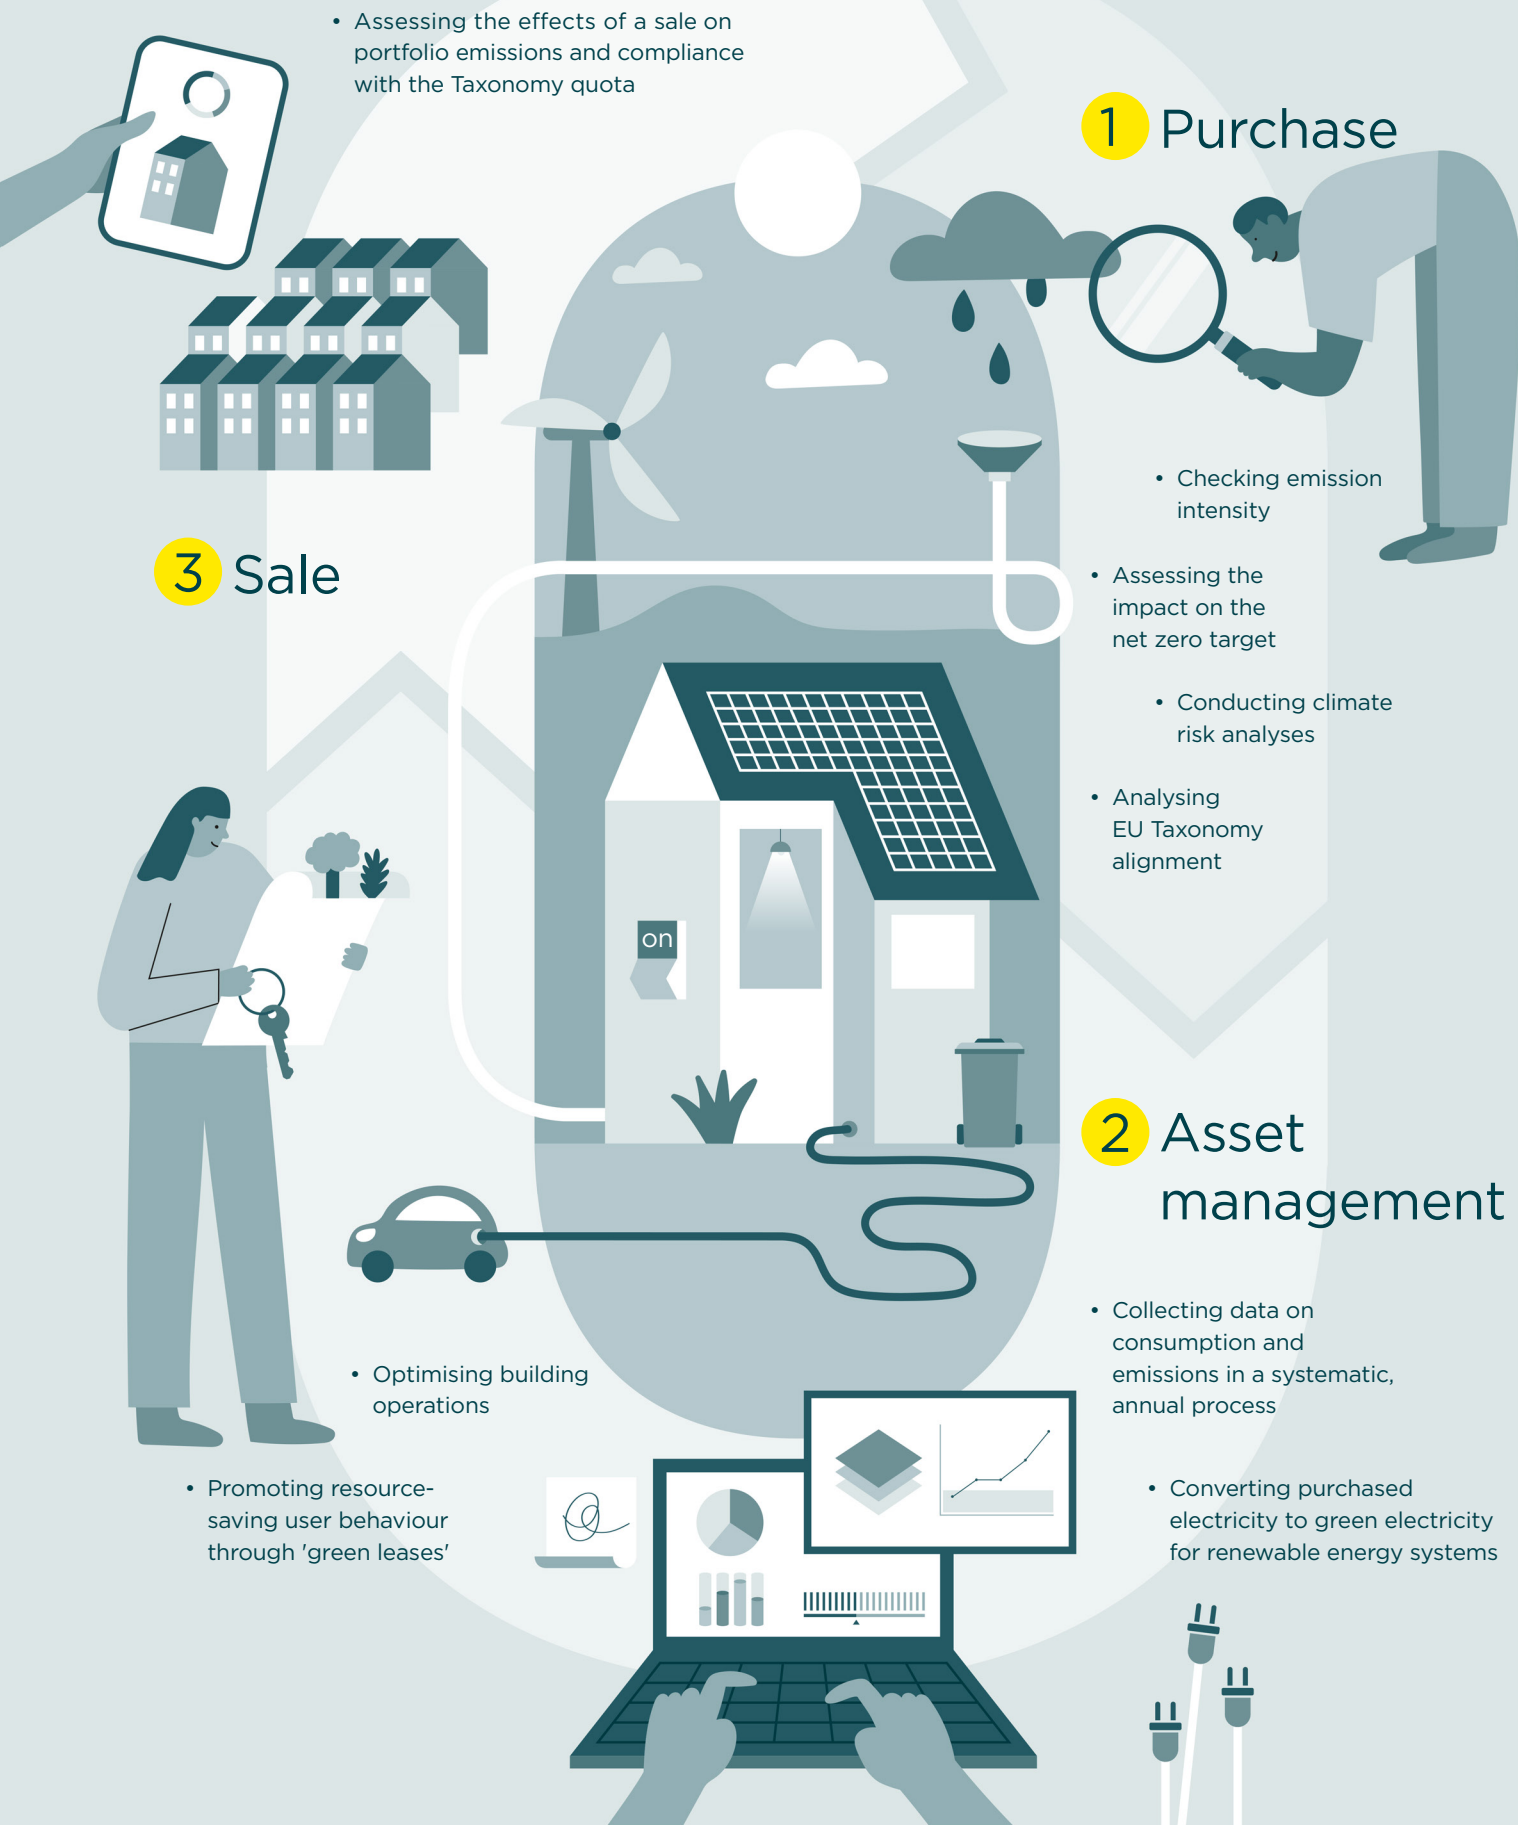 • Assessing the effects of a sale on
portfolio emissions and compliance
with the Taxonomy quota
1 Purchase
• Checking emission
intensity
• Assessing the
impact on the
net zero target
• Conducting climate
risk analyses
• Analysing
EU Taxonomy
alignment
3 Sale
on
2 Asset
management
• Collecting data on
consumption and
emissions in a systematic,
annual process
• Converting purchased
electricity to green electricity
for renewable energy systems
• Optimising building
operations
• Promoting resource-
saving user behaviour
through 'green leases'